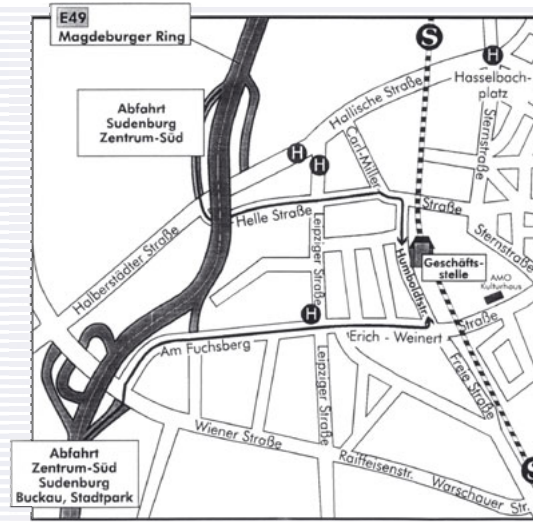 E49
Magdeburger Ring
S
H
Hasselbach-
platz
Abfahrt
Sudenburg
Zentrum-Süd
Hallische Straße
Carl-Miller
Sternstraße
H
H
Helle Straße
Straße
Halberstädter Straße
Leipziger Straße
Humboldtstr.
Geschäfts-
stelle
Sternstraße
AMO
Kulturhaus
H
Am Fuchsberg
Erich - Weinert
Straße
Leipziger Straße
Freie Straße
Wiener Straße
Raiffeisenstr.
Warschauer Str.
Abfahrt
Zentrum-Süd
Sudenburg
Buckau, Stadtpark
S